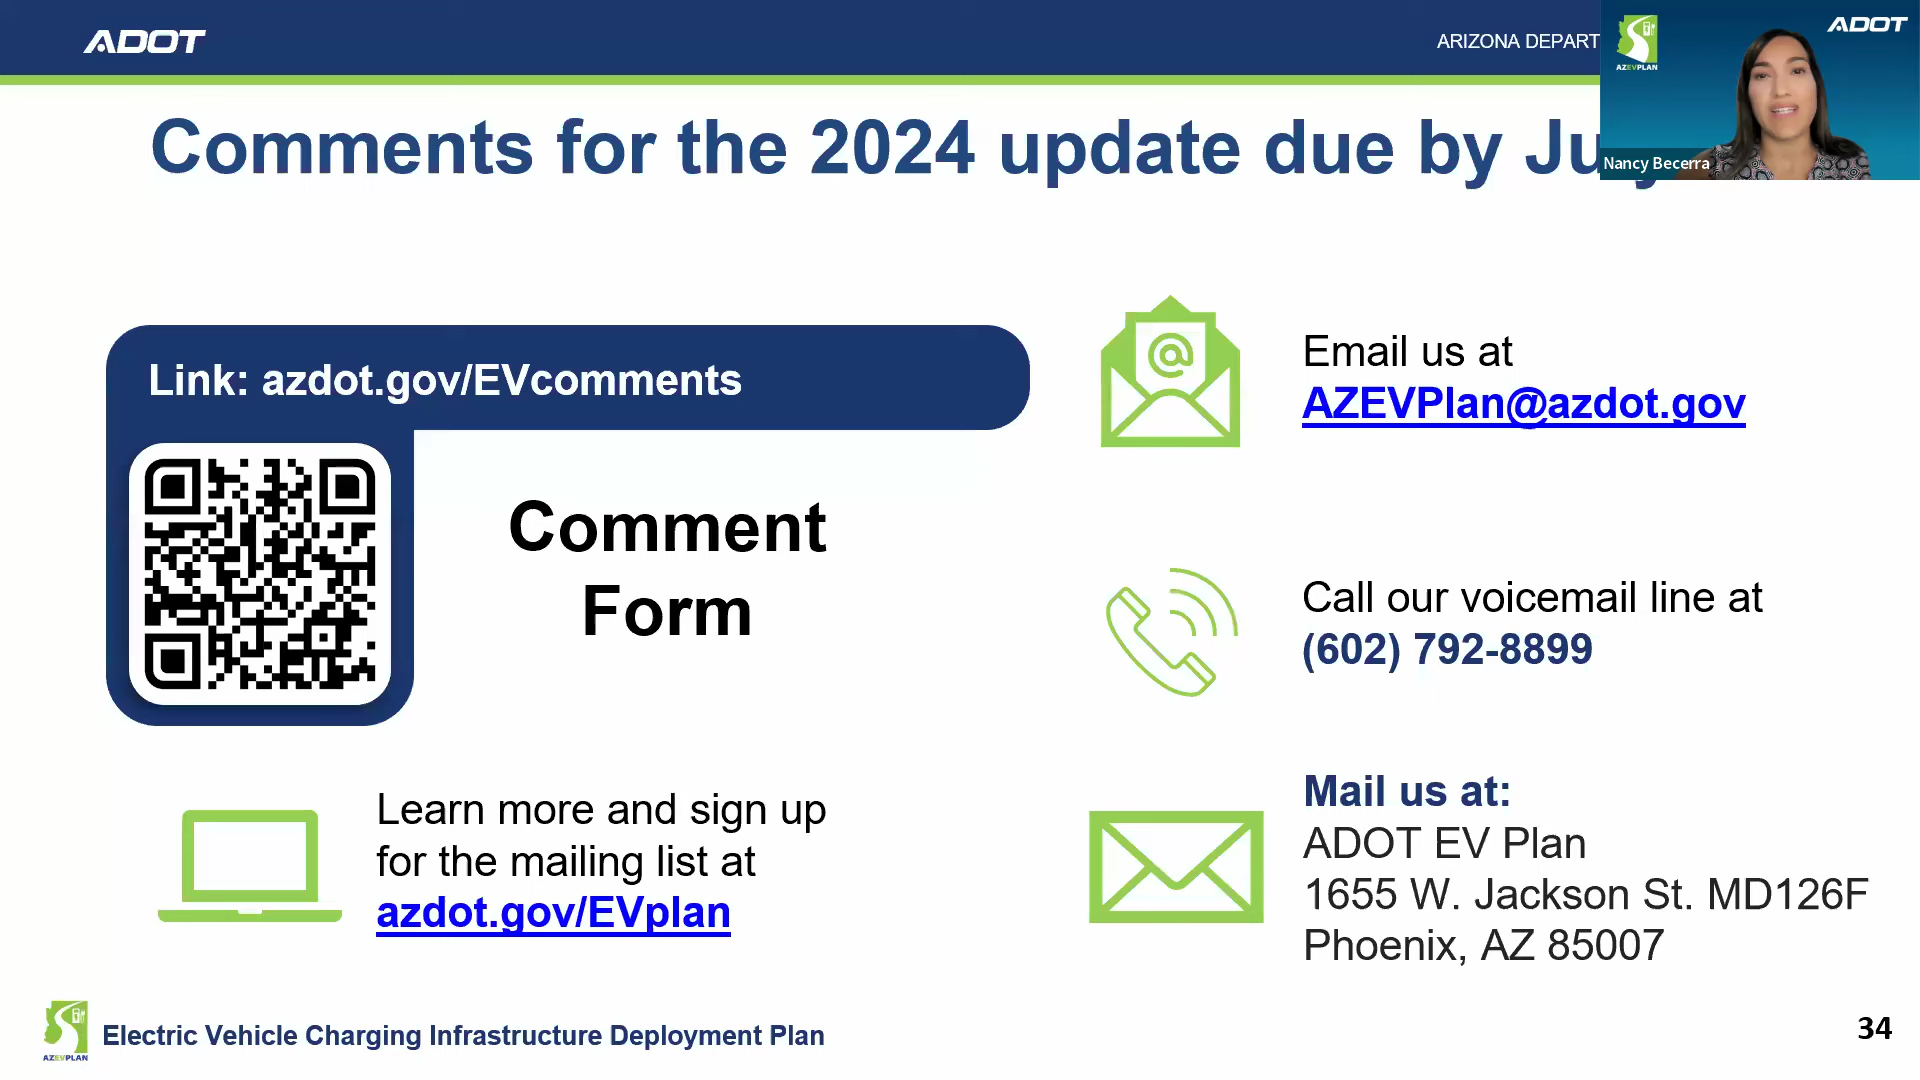 ADOT
ARIZONA DEPART
AZEVPLAN
ADOT
Nancy Becerra
Comments for the 2024 update due by
Link: azdot.gov/EVcomments
Comment
Form
Learn more and sign up
for the mailing list at
azdot.gov/EVplan
Email us at
AZEVPlan@azdot.gov
Call our voicemail line at
(602) 792-8899
Mail us at:
ADOT EV Plan
1655 W. Jackson St. MD126F
Phoenix, AZ 85007
AZEVPLAN
Electric Vehicle Charging Infrastructure Deployment Plan
34